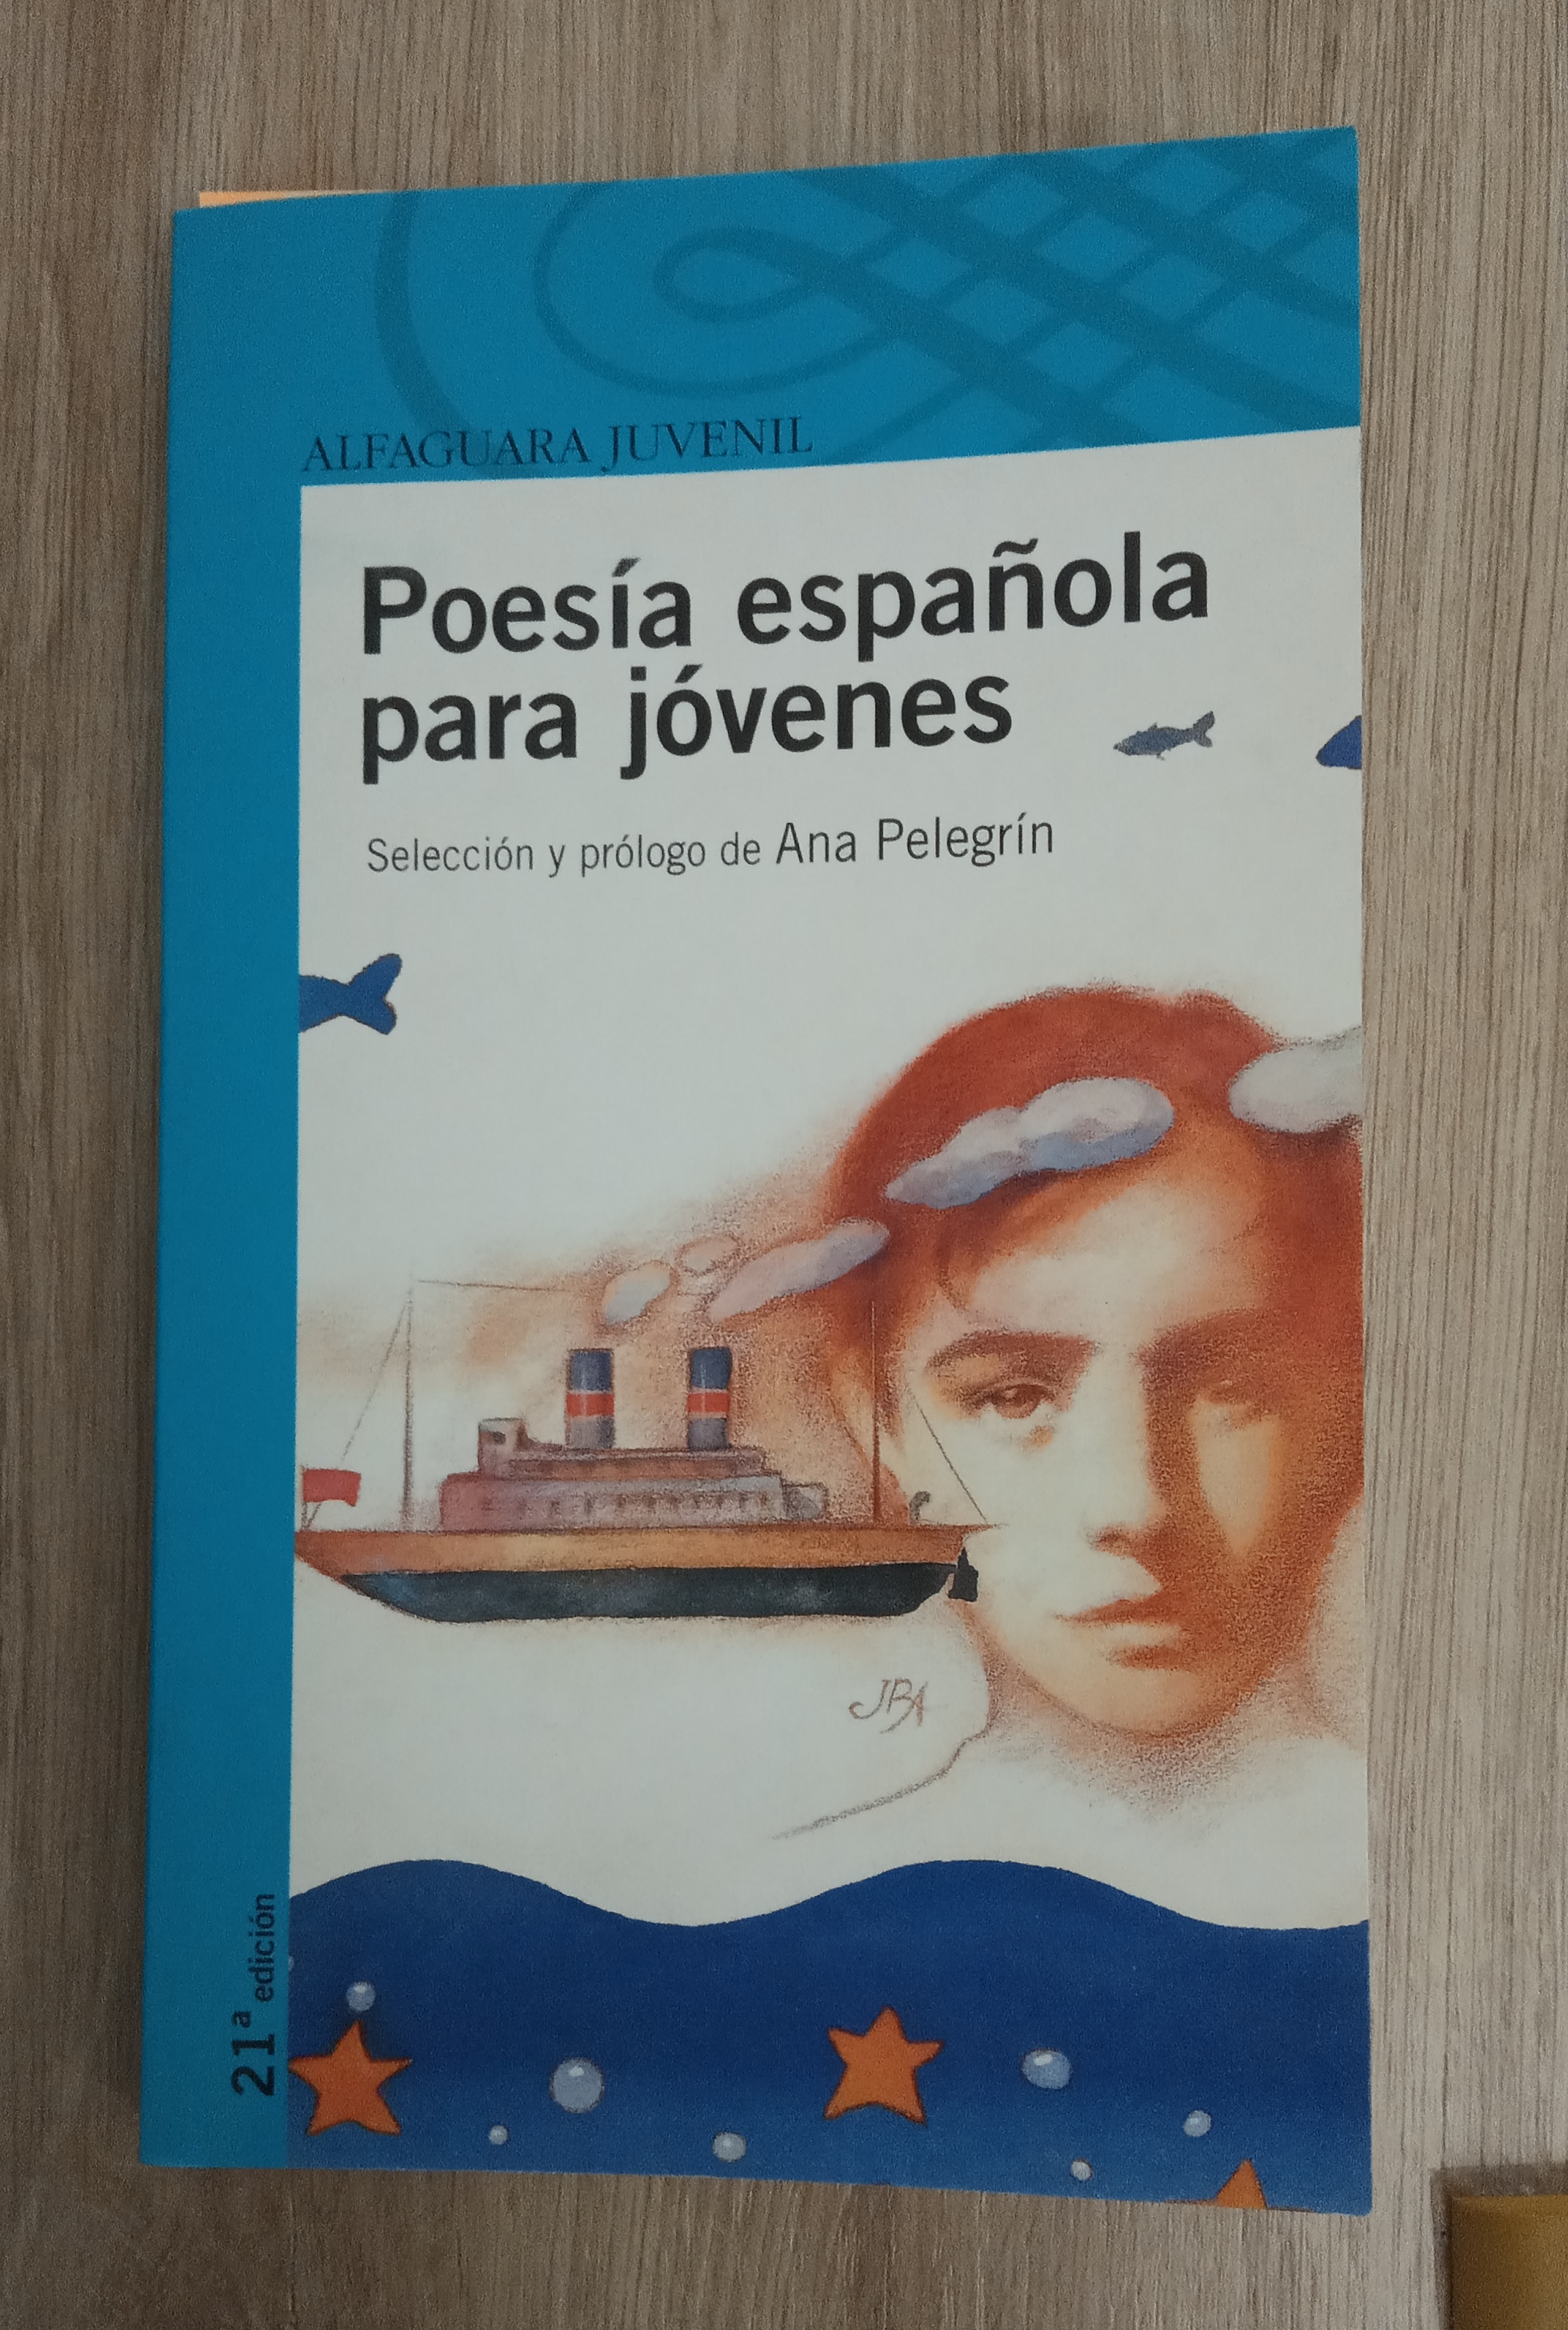 ALFAGUARA JUVENIL
Poesía española
para jóvenes
Selección y prólogo de Ana Pelegrín
JBA
21ª edición